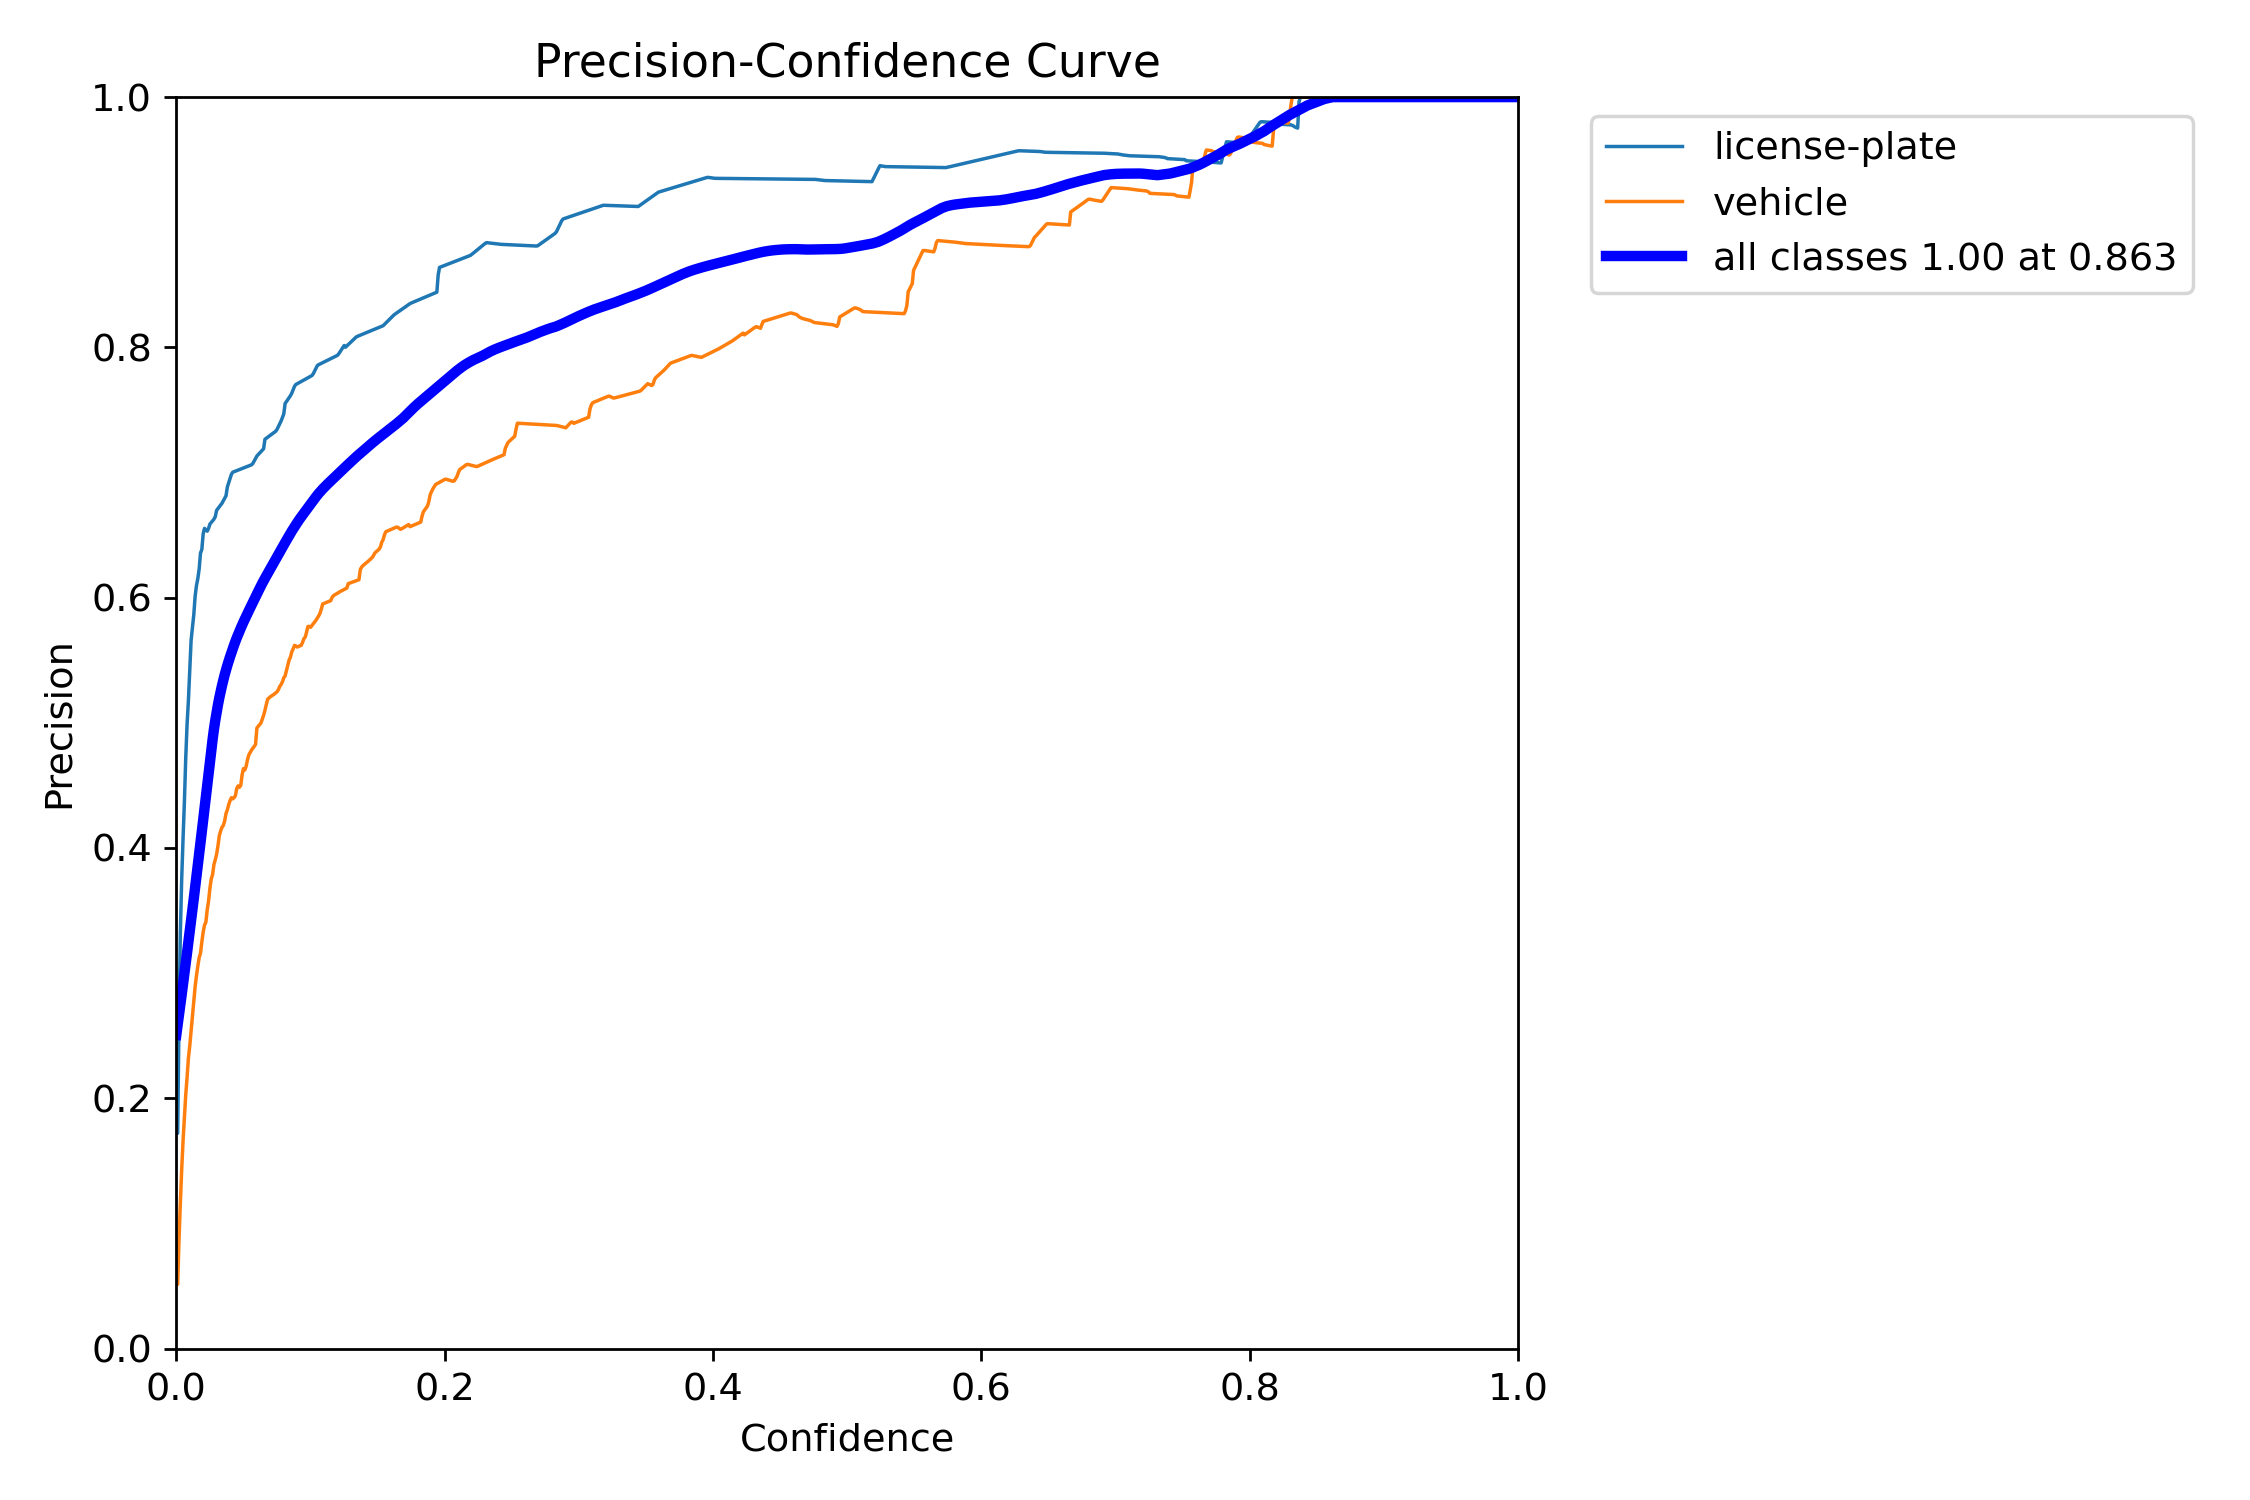 Precision-Confidence Curve
1.0
0.8
0.6
0.4
0.2
0.0
Precision
0.0 0.2 0.4 0.6 0.8 1.0
Confidence
license-plate
vehicle
all classes 1.00 at 0.863